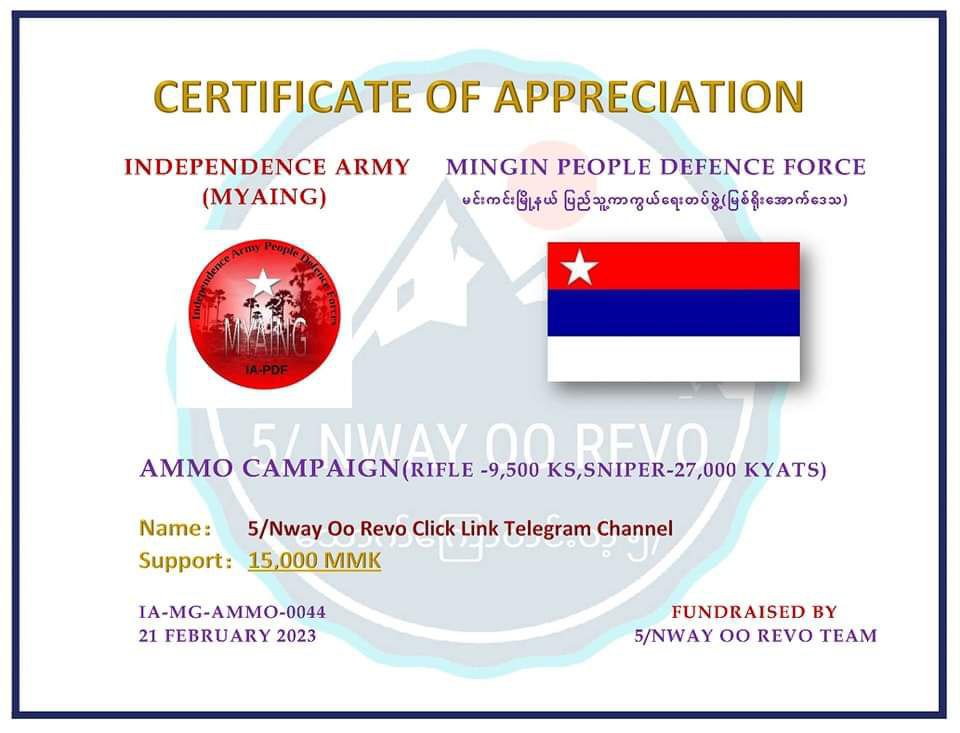 CERTIFICATE OF APPRECIATION
INDEPENDENCE ARMY
(MYAING)
MINGIN PEOPLE DEFENCE FORCE
မင်းကင်းမြို့နယ် ပြည်သူ့ကာကွယ်ရေးတပ်ဖွဲ့(မြစ်ရိုးအောက်ဒေသ)
Independence Army People Defence Forces
MYAING
IA-PDF
5/ NWAY OO REVO
AMMO CAMPAIGN(RIFLE -9,500 KS,SNIPER-27,000 KYATS)
Name: 5/Nway Oo Revo Click Link Telegram Channel
Support: 15,000 MMK
IA-MG-AMMO-0044
21 FEBRUARY 2023
FUNDRAISED BY
5/NWAY OO REVO TEAM